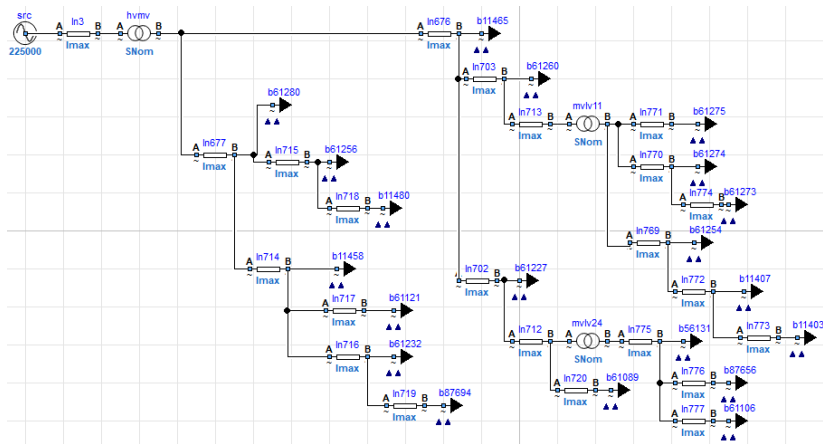 src hvmv
A ln3 B A B A ln676 B b11465
~ Imax ~ ~ SNom ~ ~ Imax ~ ~
225000
A ln703 B b61260
~ Imax ~ ~
b61280
~
A ln713 B A mvlv11 B A ln771 B b61275
~ Imax ~ ~ SNom ~ ~ Imax ~ ~
A ln677 B A ln715 B b61256
~ Imax ~ ~ Imax ~ ~
A ln770 B b61274
~ Imax ~ ~
A ln718 B b11480
~ Imax ~ ~
A ln774 B b61273
~ Imax ~ ~
A ln769 B b61254
~ Imax ~ ~
A ln714 B b11458
~ Imax ~ ~
A ln702 B b61227
~ Imax ~ ~
A ln772 B b11407
~ Imax ~ ~
A ln717 B b61121
~ Imax ~ ~
A ln712 B A mvlv24 B A ln775 B b56131
~ Imax ~ ~ SNom ~ ~ Imax ~ ~
A ln773 B b11403
~ Imax ~ ~
A ln716 B b61232
~ Imax ~ ~
A ln720 B b61089
~ Imax ~ ~
A ln776 B b87656
~ Imax ~ ~
A ln719 B b87694
~ Imax ~ ~
A ln777 B b61106
~ Imax ~ ~